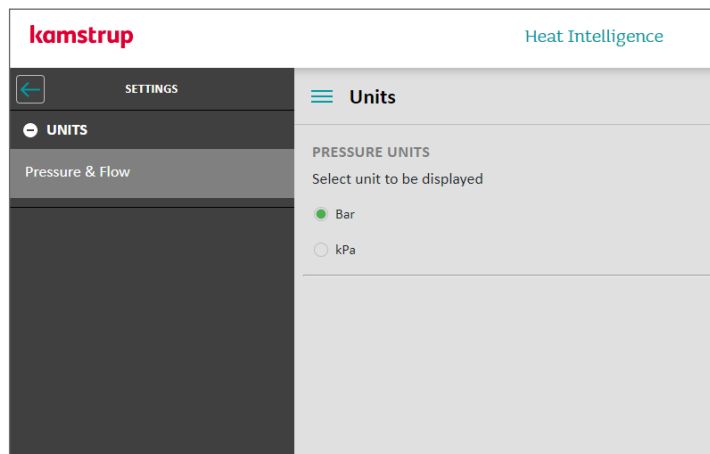 kamstrup
Heat Intelligence
SETTINGS
UNITS
Pressure & Flow
Units
PRESSURE UNITS
Select unit to be displayed
Bar
kPa